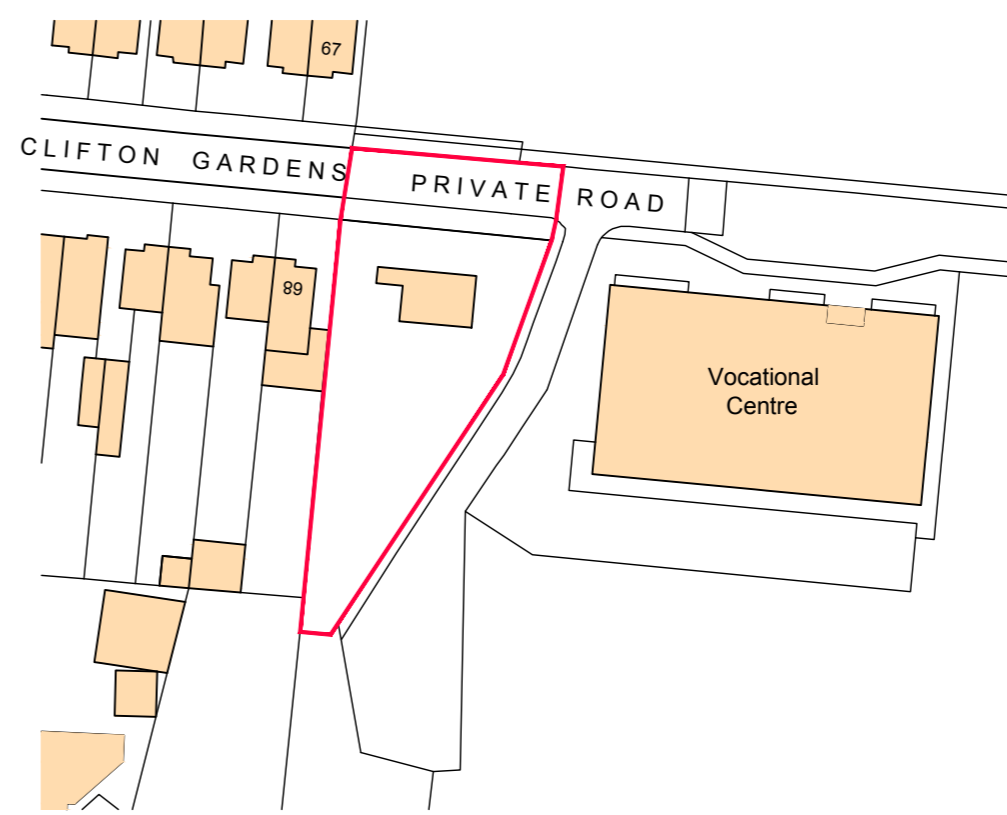 67
CLIFTON GARDENS
PRIVATE ROAD
89
Vocational
Centre